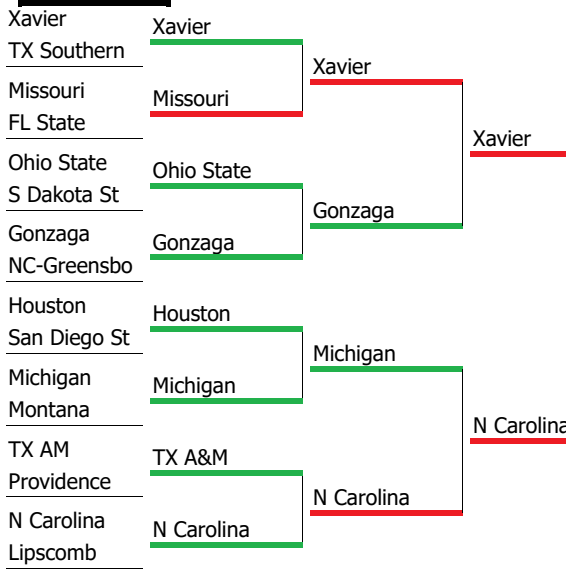 Xavier
TX Southern
Missouri
FL State
Ohio State
S Dakota St
Gonzaga
NC-Greensbo
Houston
San Diego St
Michigan
Montana
TX AM
Providence
N Carolina
Lipscomb
Xavier
Missouri
Ohio State
Gonzaga
Houston
Michigan
TX A&M
N Carolina
Xavier
Gonzaga
Michigan
N Carolina
Xavier
N Carolina